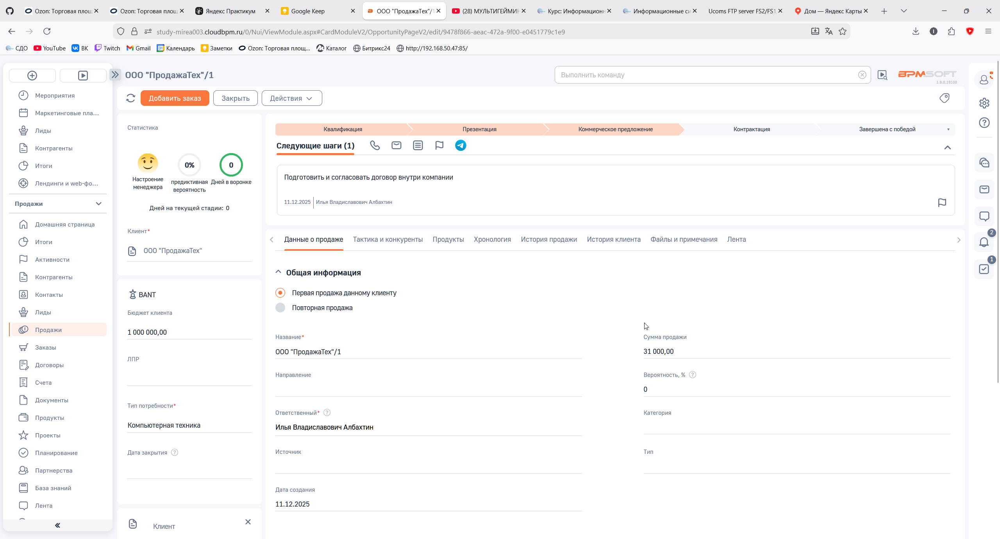 Ozon: Торговая площ
Ozon: Торговая площ
Яндекс Практикум
Google Keep
ООО "ПродажаТех"/1
(28) МУЛЬТИГЕЙМИН
Курс: Информационн
Информационные си
Ucoms FTP server FS2/FS1
Дом — Яндекс Карты
study-mirea003.cloudbpm.ru/0/Nui/ViewModule.aspx#CardModuleV2/OpportunityPageV2/edit/9478f866-aeac-472a-9f00-e0451779c1e9
СДО
YouTube
ВК
Twitch
Gmail
31
Календарь
Заметки
Ozon: Торговая площ...
Каталог
Битрикс24
http://192.168.50.47:85/
ООО "ПродажаТех"/1
Выполнить команду
BPMSOFT
1.8.0.19108
Добавить заказ
Закрыть
Действия
Мероприятия
Маркетинговые пла...
Лиды
Контрагенты
Итоги
Лендинги и web-фо...
Продажи
Домашняя страница
Итоги
Активности
Контрагенты
Контакты
Лиды
Продажи
Заказы
Договоры
Счета
Документы
Продукты
Проекты
Планирование
Партнерства
База знаний
Лента
Статистика
0%
0
Настроение
менеджера
предиктивная
вероятность
Дней в воронке
Дней на текущей стадии: 0
Клиент*
ООО "ПродажаТех"
BANT
Бюджет клиента
1 000 000,00
ЛПР
Тип потребности*
Компьютерная техника
Дата закрытия ?
Клиент
Квалификация
Презентация
Коммерческое предложение
Контрактация
Завершена с победой
Следующие шаги (1)
Подготовить и согласовать договор внутри компании
11.12.2025
Илья Владиславович Албахтин
Данные о продаже
Тактика и конкуренты
Продукты
Хронология
История продажи
История клиента
Файлы и примечания
Лента
Общая информация
Первая продажа данному клиенту
Повторная продажа
Название*
ООО "ПродажаТех"/1
Сумма продажи
31 000,00
Направление
Вероятность, % ?
0
Ответственный* ?
Илья Владиславович Албахтин
Категория
Источник
Тип
Дата создания
11.12.2025
2
1